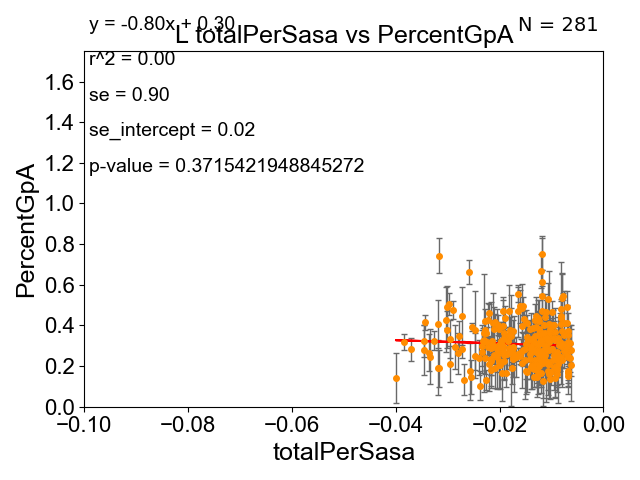 y = -0.80x + 0.30
L totalPerSasa vs PercentGpA
N = 281
r^2 = 0.00
se = 0.90
se_intercept = 0.02
p-value = 0.3715421948845272
PercentGpA
1.6
1.4
1.2
1.0
0.8
0.6
0.4
0.2
0.0
−0.10 −0.08 −0.06 −0.04 −0.02 0.00
totalPerSasa